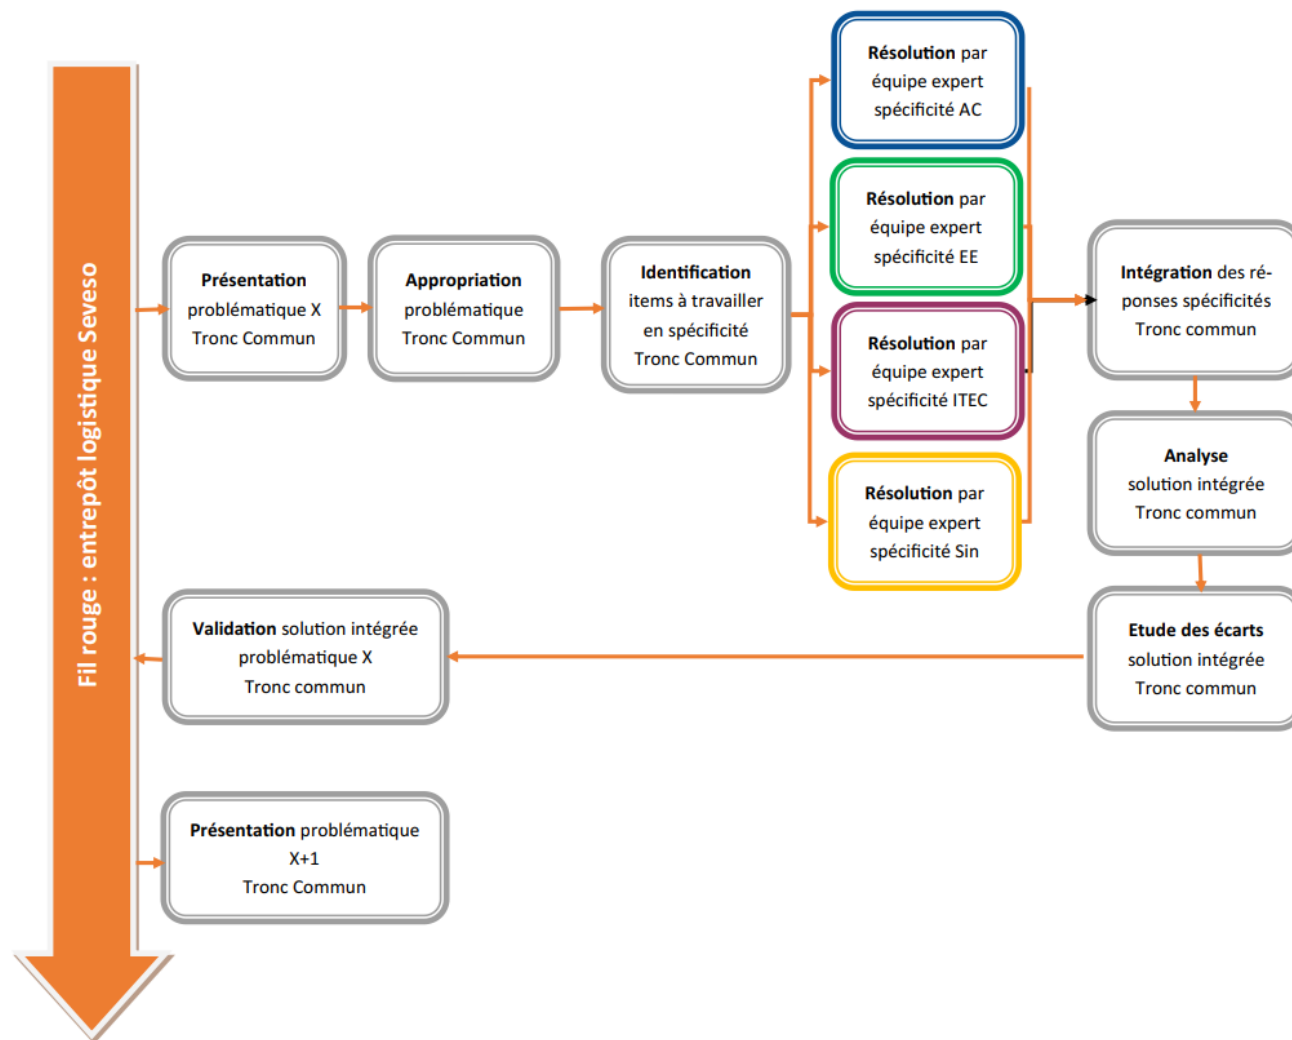 Fil rouge : entrepôt logistique Seveso
Présentation
problématique X
Tronc Commun
Appropriation
problématique
Tronc Commun
Identification
items à travailler
en spécificité
Tronc Commun
Résolution par
équipe expert
spécificité AC
Résolution par
équipe expert
spécificité EE
Résolution par
équipe expert
spécificité ITEC
Résolution par
équipe expert
spécificité Sin
Intégration des ré-
ponses spécificités
Tronc commun
Analyse
solution intégrée
Tronc commun
Etude des écarts
solution intégrée
Tronc commun
Validation solution intégrée
problématique X
Tronc commun
Présentation problématique
X+1
Tronc Commun